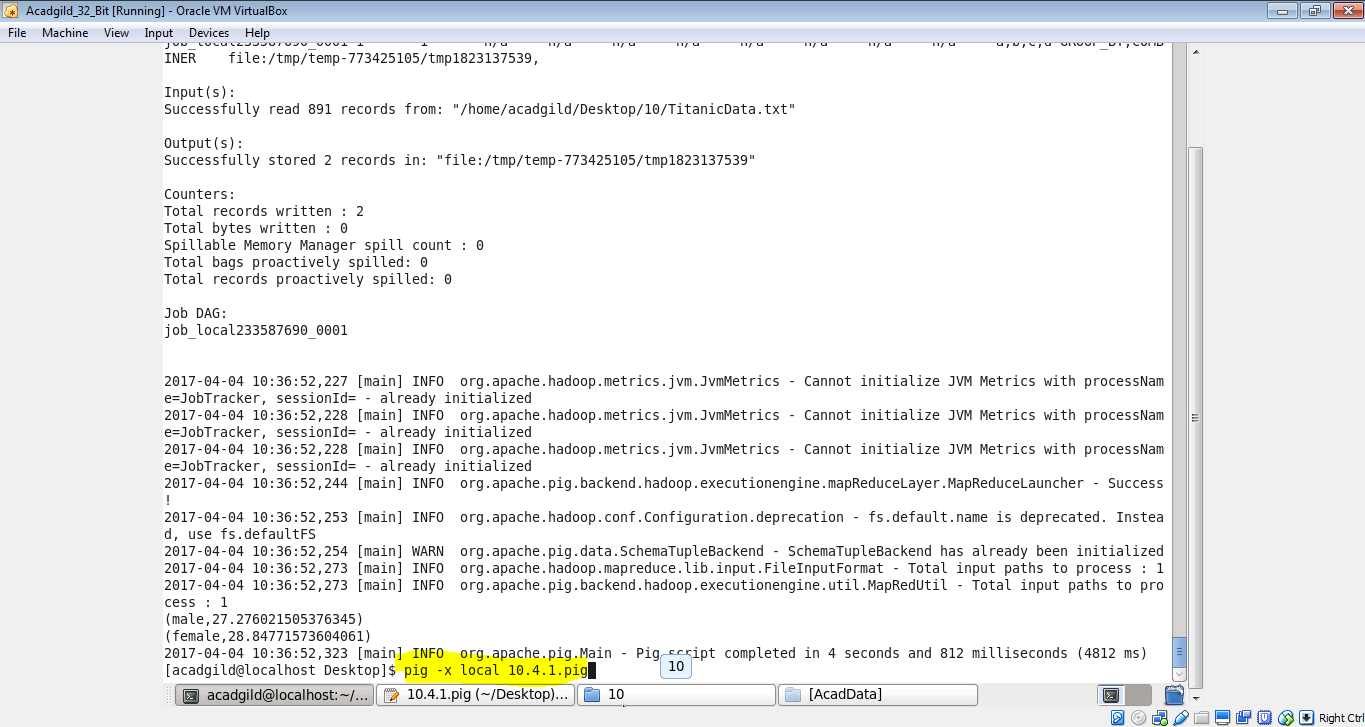 Acadgild_32_Bit [Running] - Oracle VM VirtualBox
File Machine View Input Devices Help
job_local233587690_0001 1 1 n/a n/a n/a n/a n/a n/a n/a n/a a,b,c,d GROUP_BY,COMB
INER file:/tmp/temp-773425105/tmp1823137539,
Input(s):
Successfully read 891 records from: "/home/acadgild/Desktop/10/TitanicData.txt"
Output(s):
Successfully stored 2 records in: "file:/tmp/temp-773425105/tmp1823137539"
Counters:
Total records written : 2
Total bytes written : 0
Spillable Memory Manager spill count : 0
Total bags proactively spilled: 0
Total records proactively spilled: 0
Job DAG:
job_local233587690_0001
2017-04-04 10:36:52,227 [main] INFO org.apache.hadoop.metrics.jvm.JvmMetrics - Cannot initialize JVM Metrics with processNam
e=JobTracker, sessionId= - already initialized
2017-04-04 10:36:52,228 [main] INFO org.apache.hadoop.metrics.jvm.JvmMetrics - Cannot initialize JVM Metrics with processNam
e=JobTracker, sessionId= - already initialized
2017-04-04 10:36:52,228 [main] INFO org.apache.hadoop.metrics.jvm.JvmMetrics - Cannot initialize JVM Metrics with processNam
e=JobTracker, sessionId= - already initialized
2017-04-04 10:36:52,244 [main] INFO org.apache.pig.backend.hadoop.executionengine.mapReduceLayer.MapReduceLauncher - Success
!
2017-04-04 10:36:52,253 [main] INFO org.apache.hadoop.conf.Configuration.deprecation - fs.default.name is deprecated. Instea
d, use fs.defaultFS
2017-04-04 10:36:52,254 [main] WARN org.apache.pig.data.SchemaTupleBackend - SchemaTupleBackend has already been initialized
2017-04-04 10:36:52,273 [main] INFO org.apache.hadoop.mapreduce.lib.input.FileInputFormat - Total input paths to process : 1
2017-04-04 10:36:52,273 [main] INFO org.apache.pig.backend.hadoop.executionengine.util.MapRedUtil - Total input paths to pro
cess : 1
(male,27.276021505376345)
(female,28.84771573604061)
2017-04-04 10:36:52,323 [main] INFO org.apache.pig.Main - Pig script completed in 4 seconds and 812 milliseconds (4812 ms)
[acadgild@localhost Desktop]$ pig -x local 10.4.1.pig
10
acadgild@localhost:~/... 10.4.1.pig (~/Desktop)... 10 [AcadData]
Right Ctrl